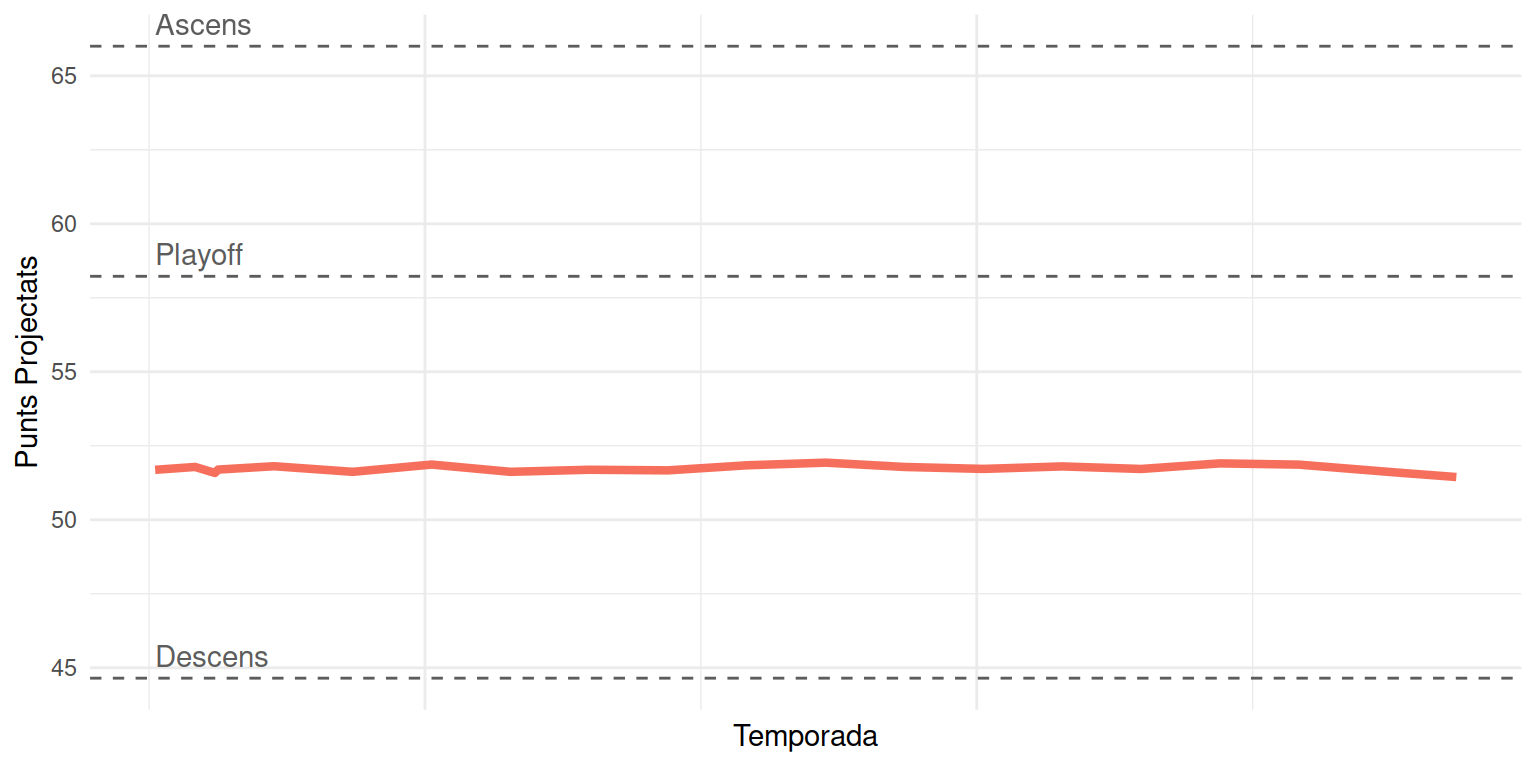 Ascens
65
60
Playoff
55
50
Descens
45
Punts Projectats
Temporada